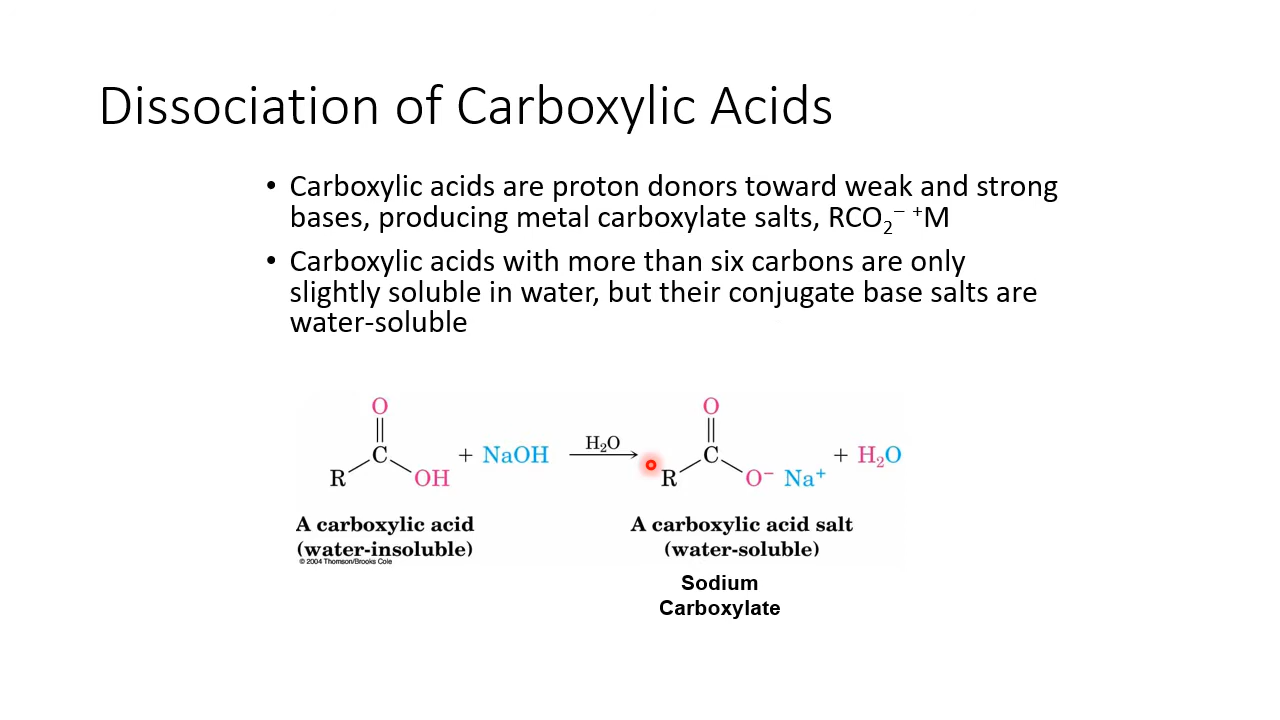 Dissociation of Carboxylic Acids
• Carboxylic acids are proton donors toward weak and strong
bases, producing metal carboxylate salts, RCO₂⁻ ⁺M
• Carboxylic acids with more than six carbons are only
slightly soluble in water, but their conjugate base salts are
water-soluble
O O
C + NaOH H₂O C + H₂O
R OH R O⁻ Na⁺
A carboxylic acid A carboxylic acid salt
(water-insoluble) (water-soluble)
© 2004 Thomson/Brooks Cole
Sodium
Carboxylate